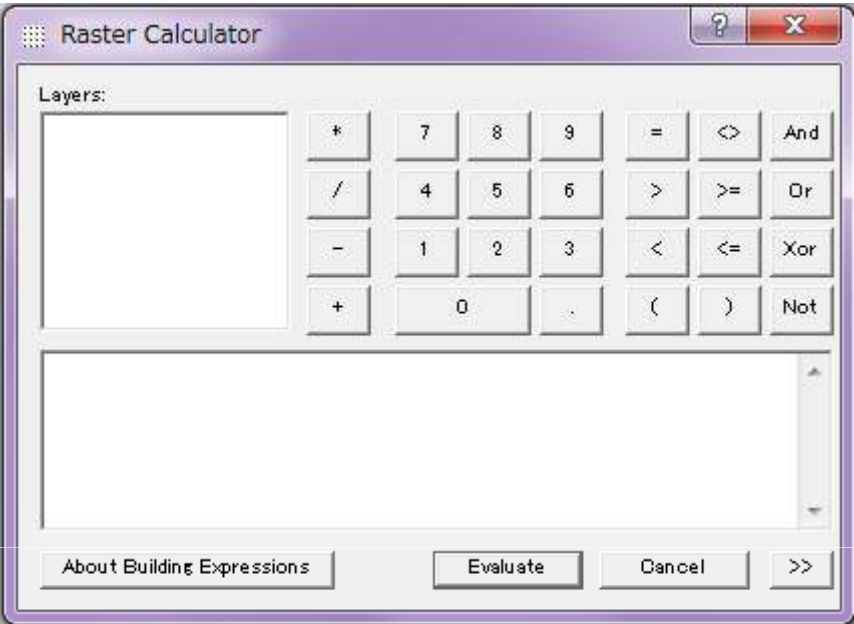 Raster Calculator
?
X
Layers:
* 7 8 9 = <> And
/ 4 5 6 > >= Or
- 1 2 3 < <= Xor
+ 0 . ( ) Not
About Building Expressions Evaluate Cancel >>